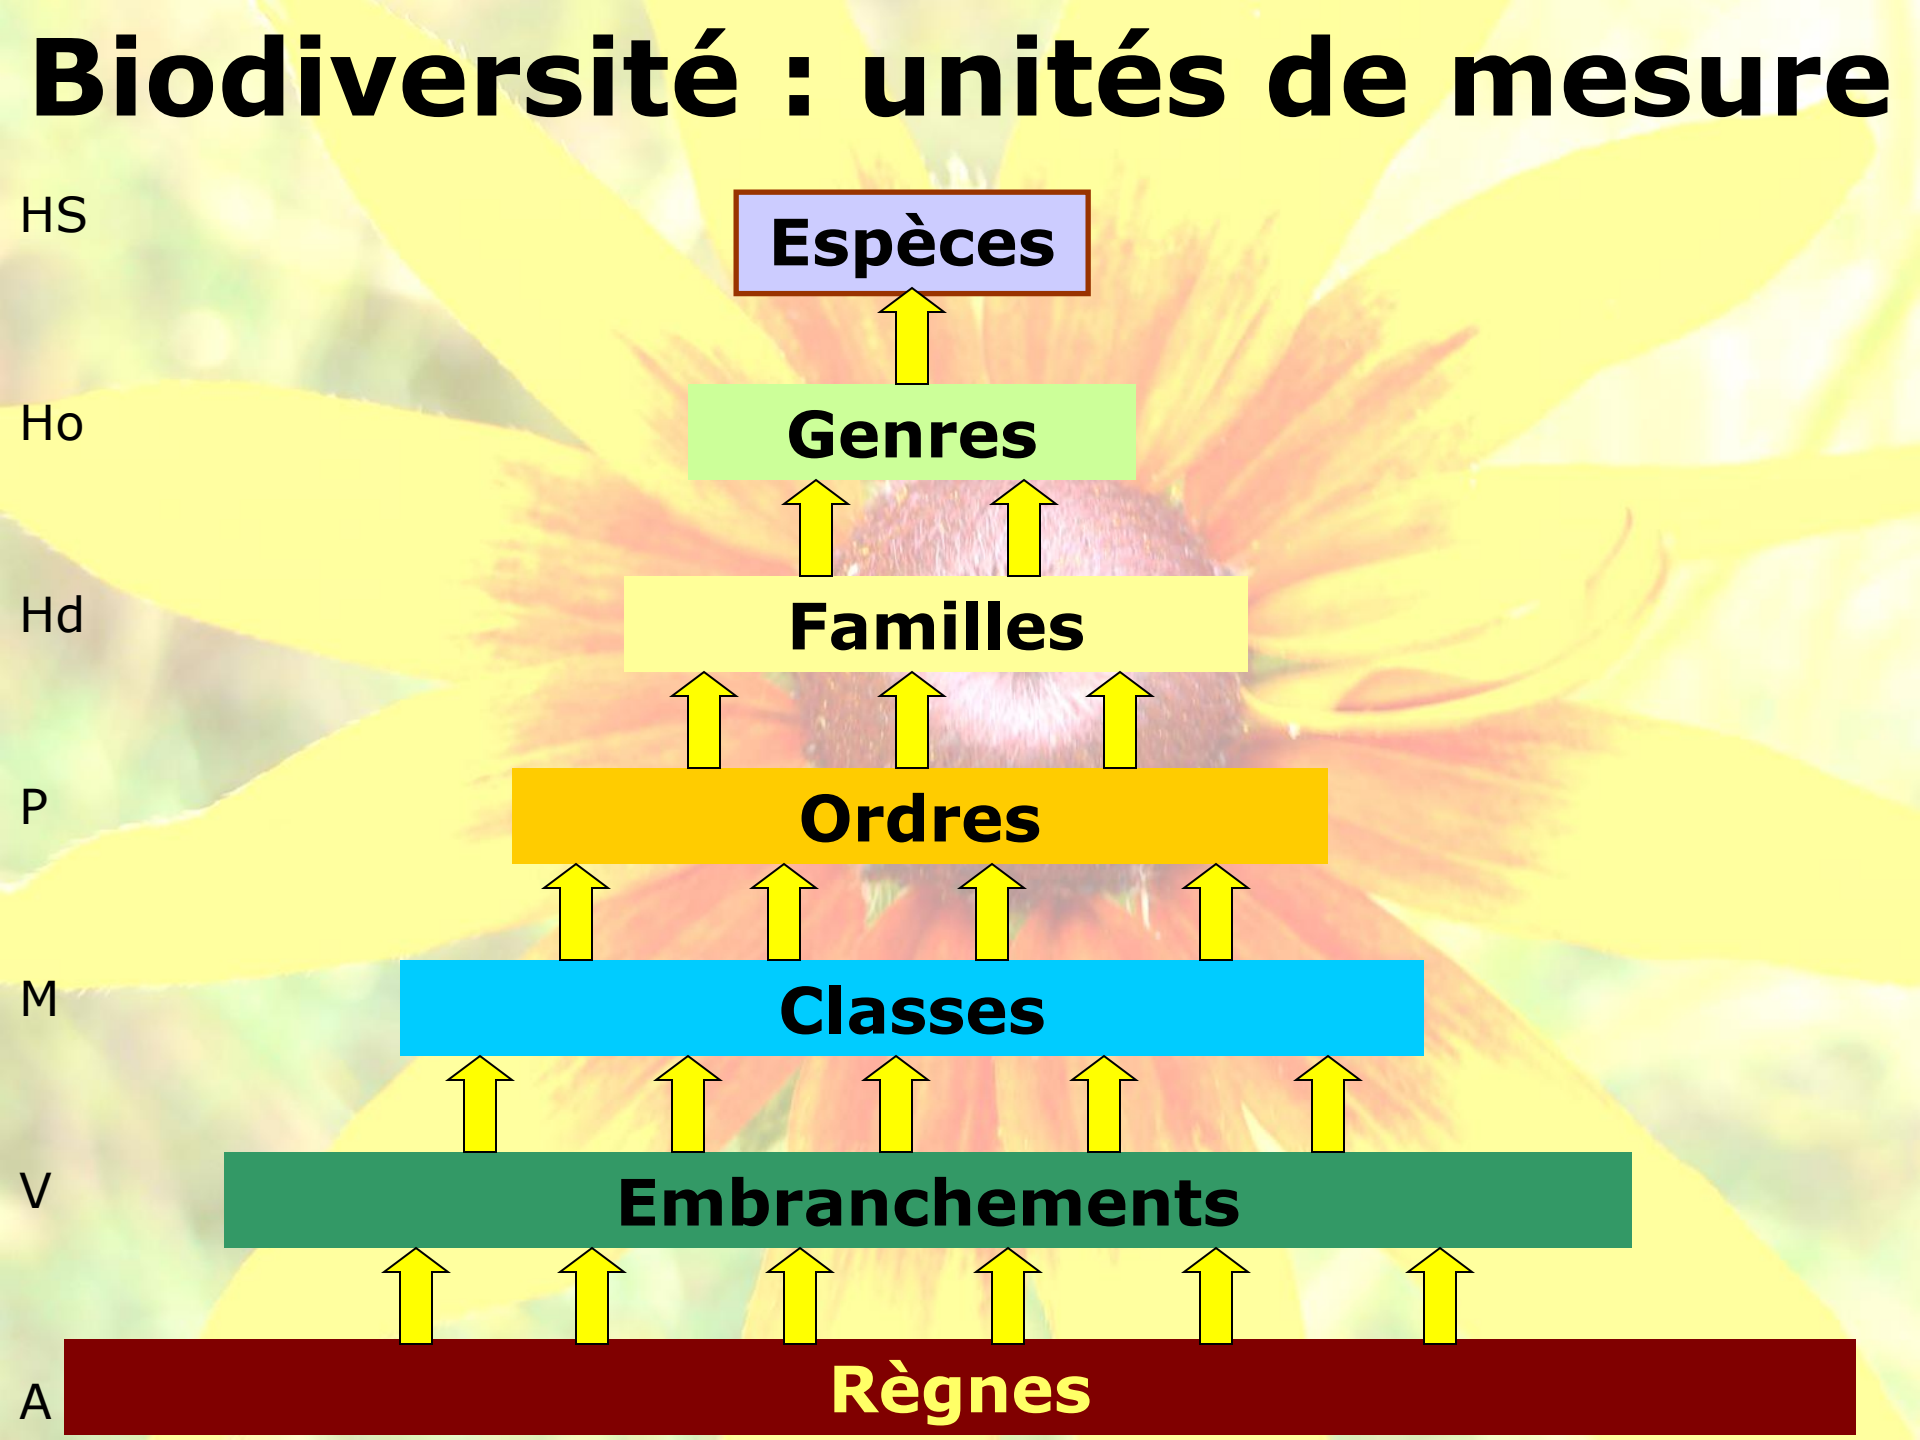 Biodiversité : unités de mesure
HS
Espèces
Ho
Genres
Hd
Familles
P
Ordres
M
Classes
V
Embranchements
A
Règnes